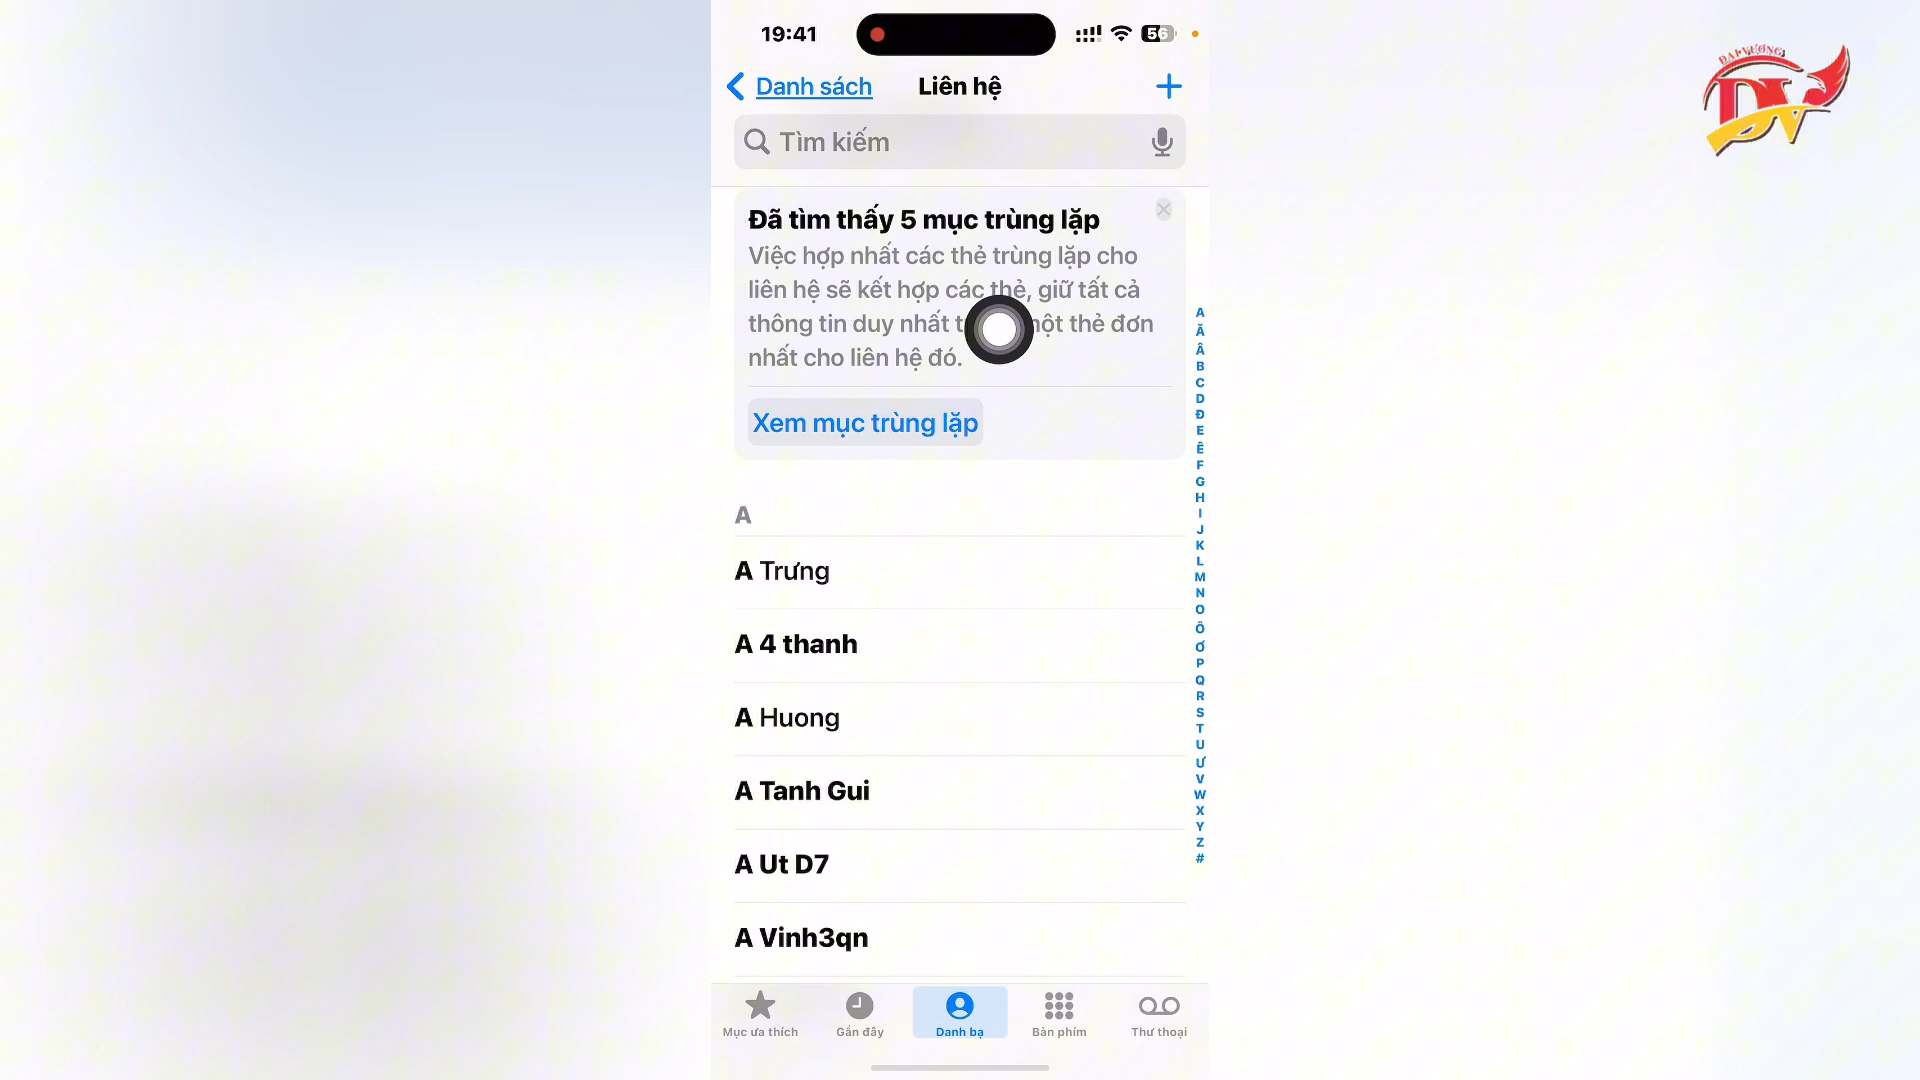 19:41
56
Danh sách
Liên hệ
Tìm kiếm
Đã tìm thấy 5 mục trùng lặp
Việc hợp nhất các thẻ trùng lặp cho
liên hệ sẽ kết hợp các thẻ, giữ tất cả
thông tin duy nhất một thẻ đơn
nhất cho liên hệ đó.
Xem mục trùng lặp
A
A Trưng
A 4 thanh
A Huong
A Tanh Gui
A Ut D7
A Vinh3qn
A
Ă
Â
B
C
D
Đ
E
Ê
F
G
H
I
J
K
L
M
N
O
Ô
Ơ
P
Q
R
S
T
U
Ư
V
W
X
Y
Z
#
Mục ưa thích
Gần đây
Danh bạ
Bàn phím
Thư thoại
ĐẠI VƯƠNG
DV